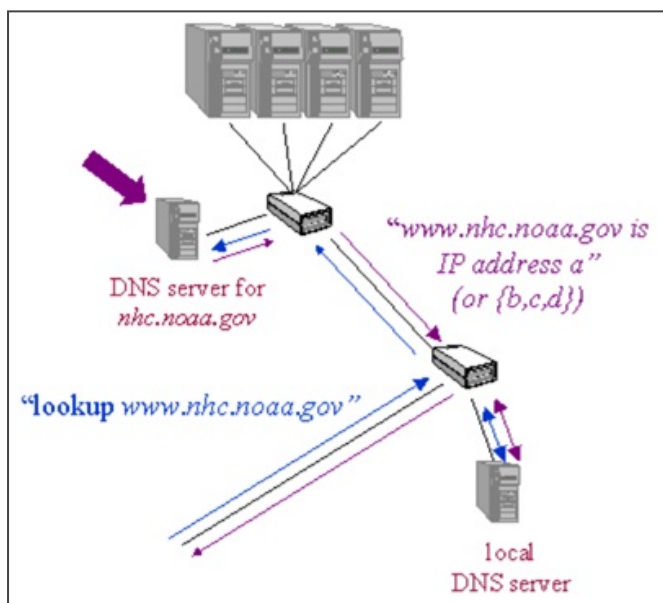 “www.nhc.noaa.gov is
IP address a”
(or {b,c,d})
DNS server for
nhc.noaa.gov
“lookup www.nhc.noaa.gov”
local
DNS server